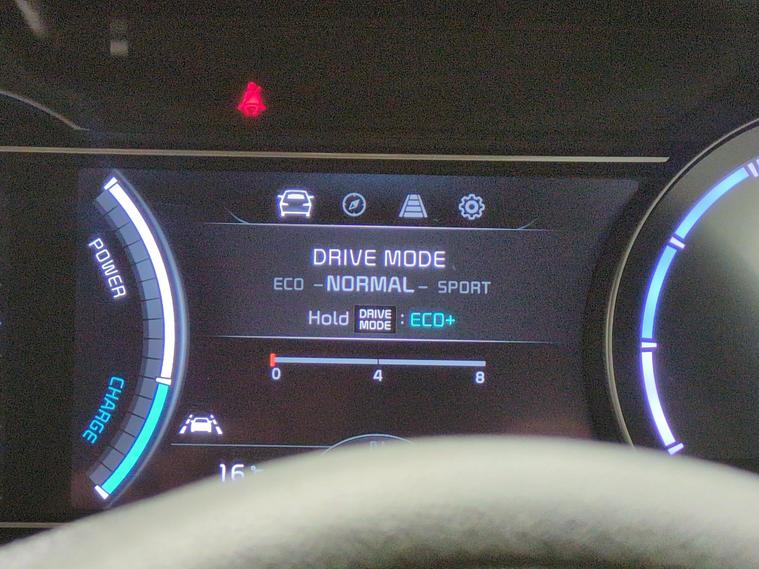 DRIVE MODE
ECO –NORMAL– SPORT
Hold DRIVE MODE : ECO+
0 4 8
POWER
CHARGE
16